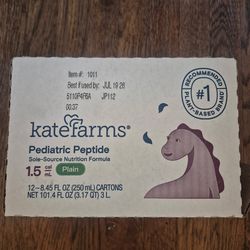 Item #: 1011
Best if used by: JUL 19 26
5110P4F6A JP112
00:37
RECOMMENDED
#1
PLANT-BASED BRAND
katefarms®
Pediatric Peptide
Sole-Source Nutrition Formula
1.5 cal mL Plain
12 – 8.45 FL OZ (250 mL) CARTONS
NET 101.4 FL OZ (3.17 QT) 3 L